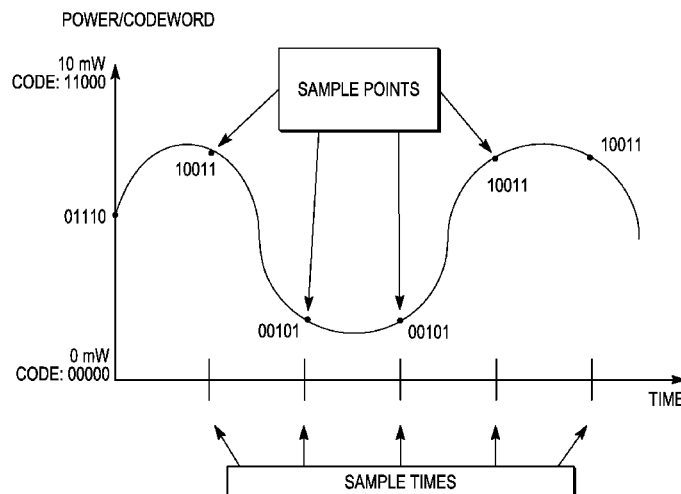 POWER/CODEWORD
10 mW
CODE: 11000
SAMPLE POINTS
10011
10011
10011
01110
00101
00101
0 mW
CODE: 00000
TIME
SAMPLE TIMES